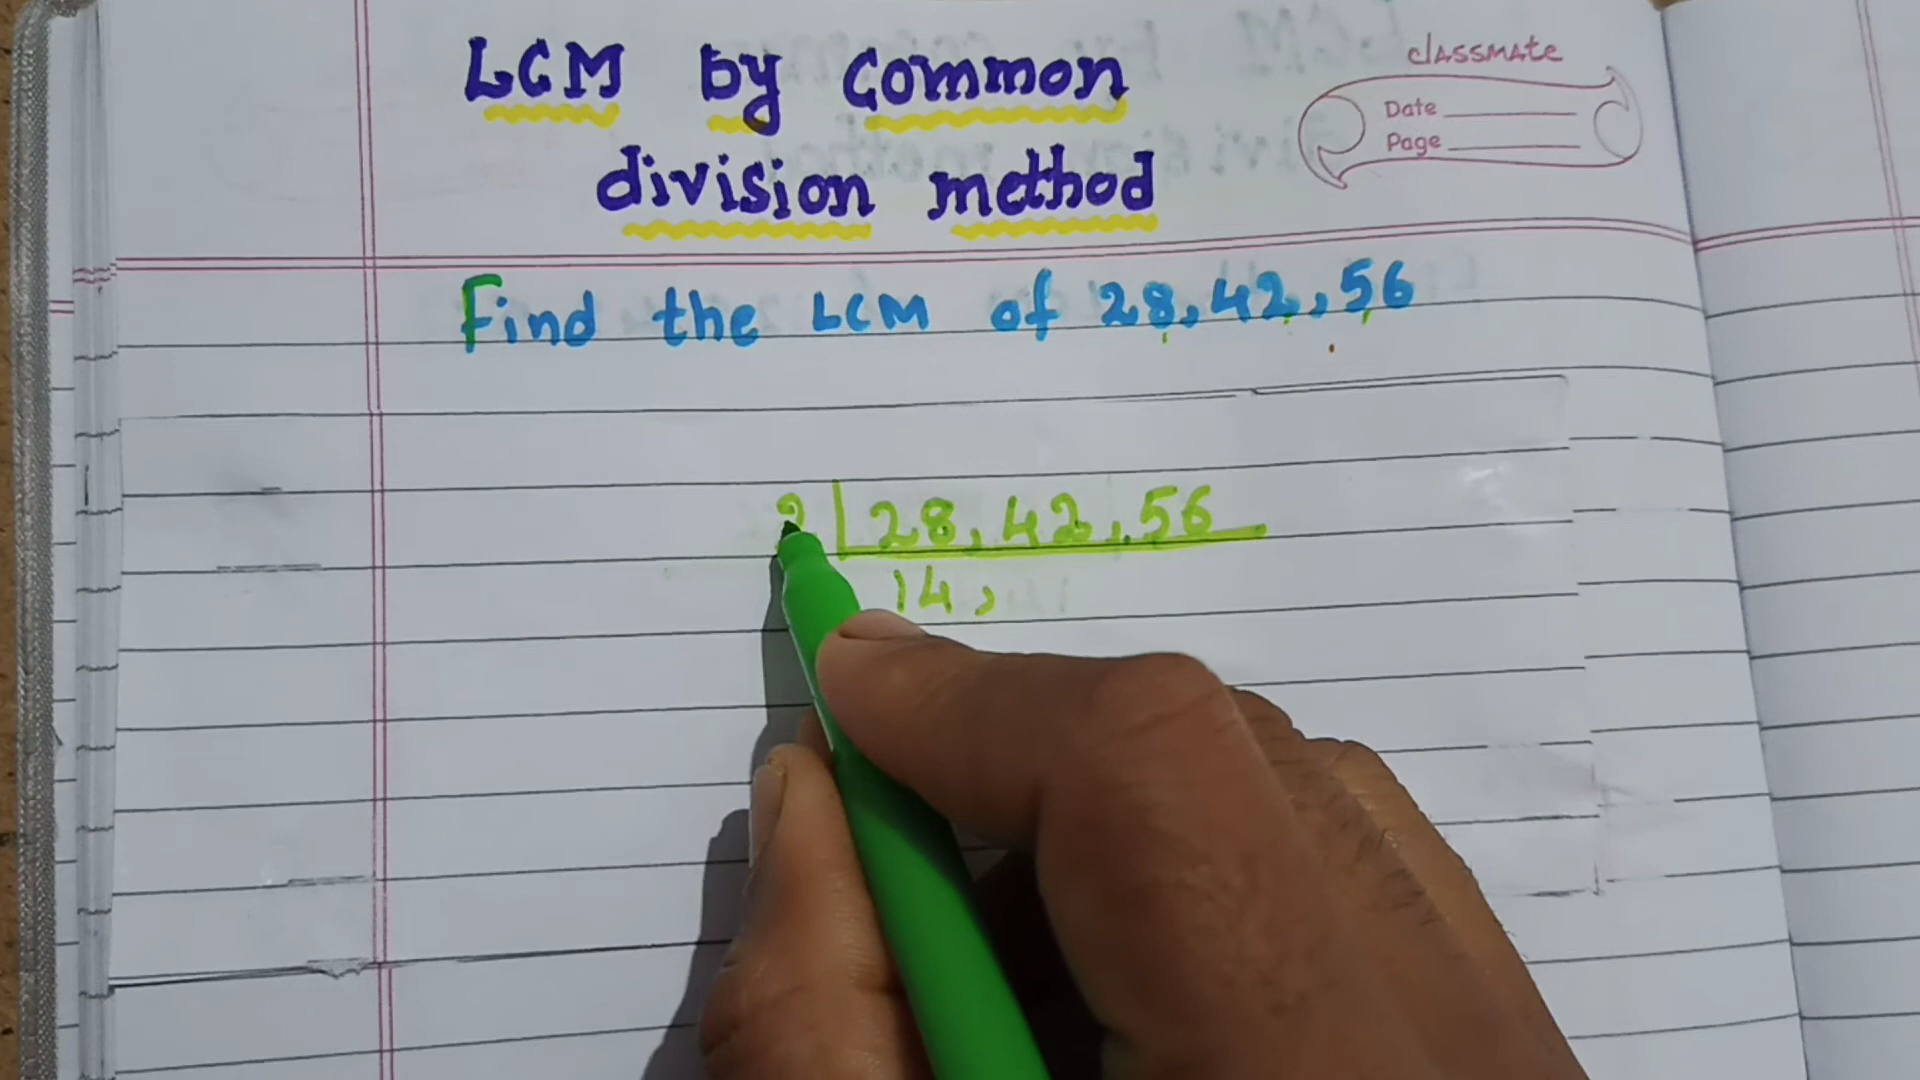 LCM by Common
division method
classmate
Date
Page
Find the LCM of 28, 42, 56
2 28, 42, 56
14,